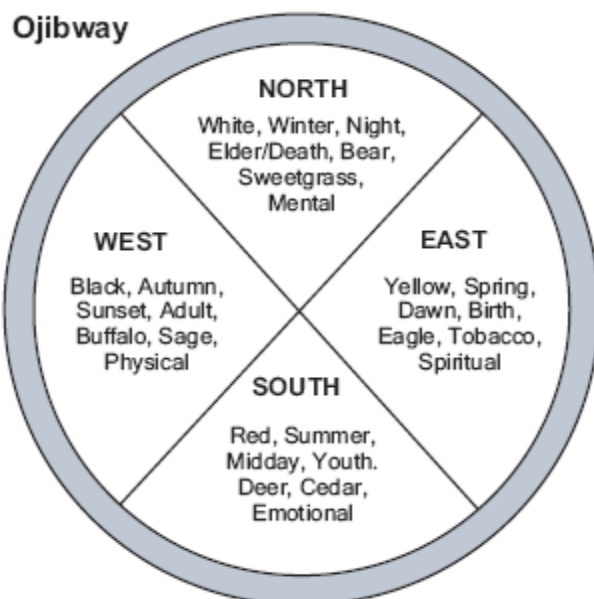 Ojibway
NORTH
White, Winter, Night,
Elder/Death, Bear,
Sweetgrass,
Mental
WEST
Black, Autumn,
Sunset, Adult,
Buffalo, Sage,
Physical
EAST
Yellow, Spring,
Dawn, Birth,
Eagle, Tobacco,
Spiritual
SOUTH
Red, Summer,
Midday, Youth.
Deer, Cedar,
Emotional